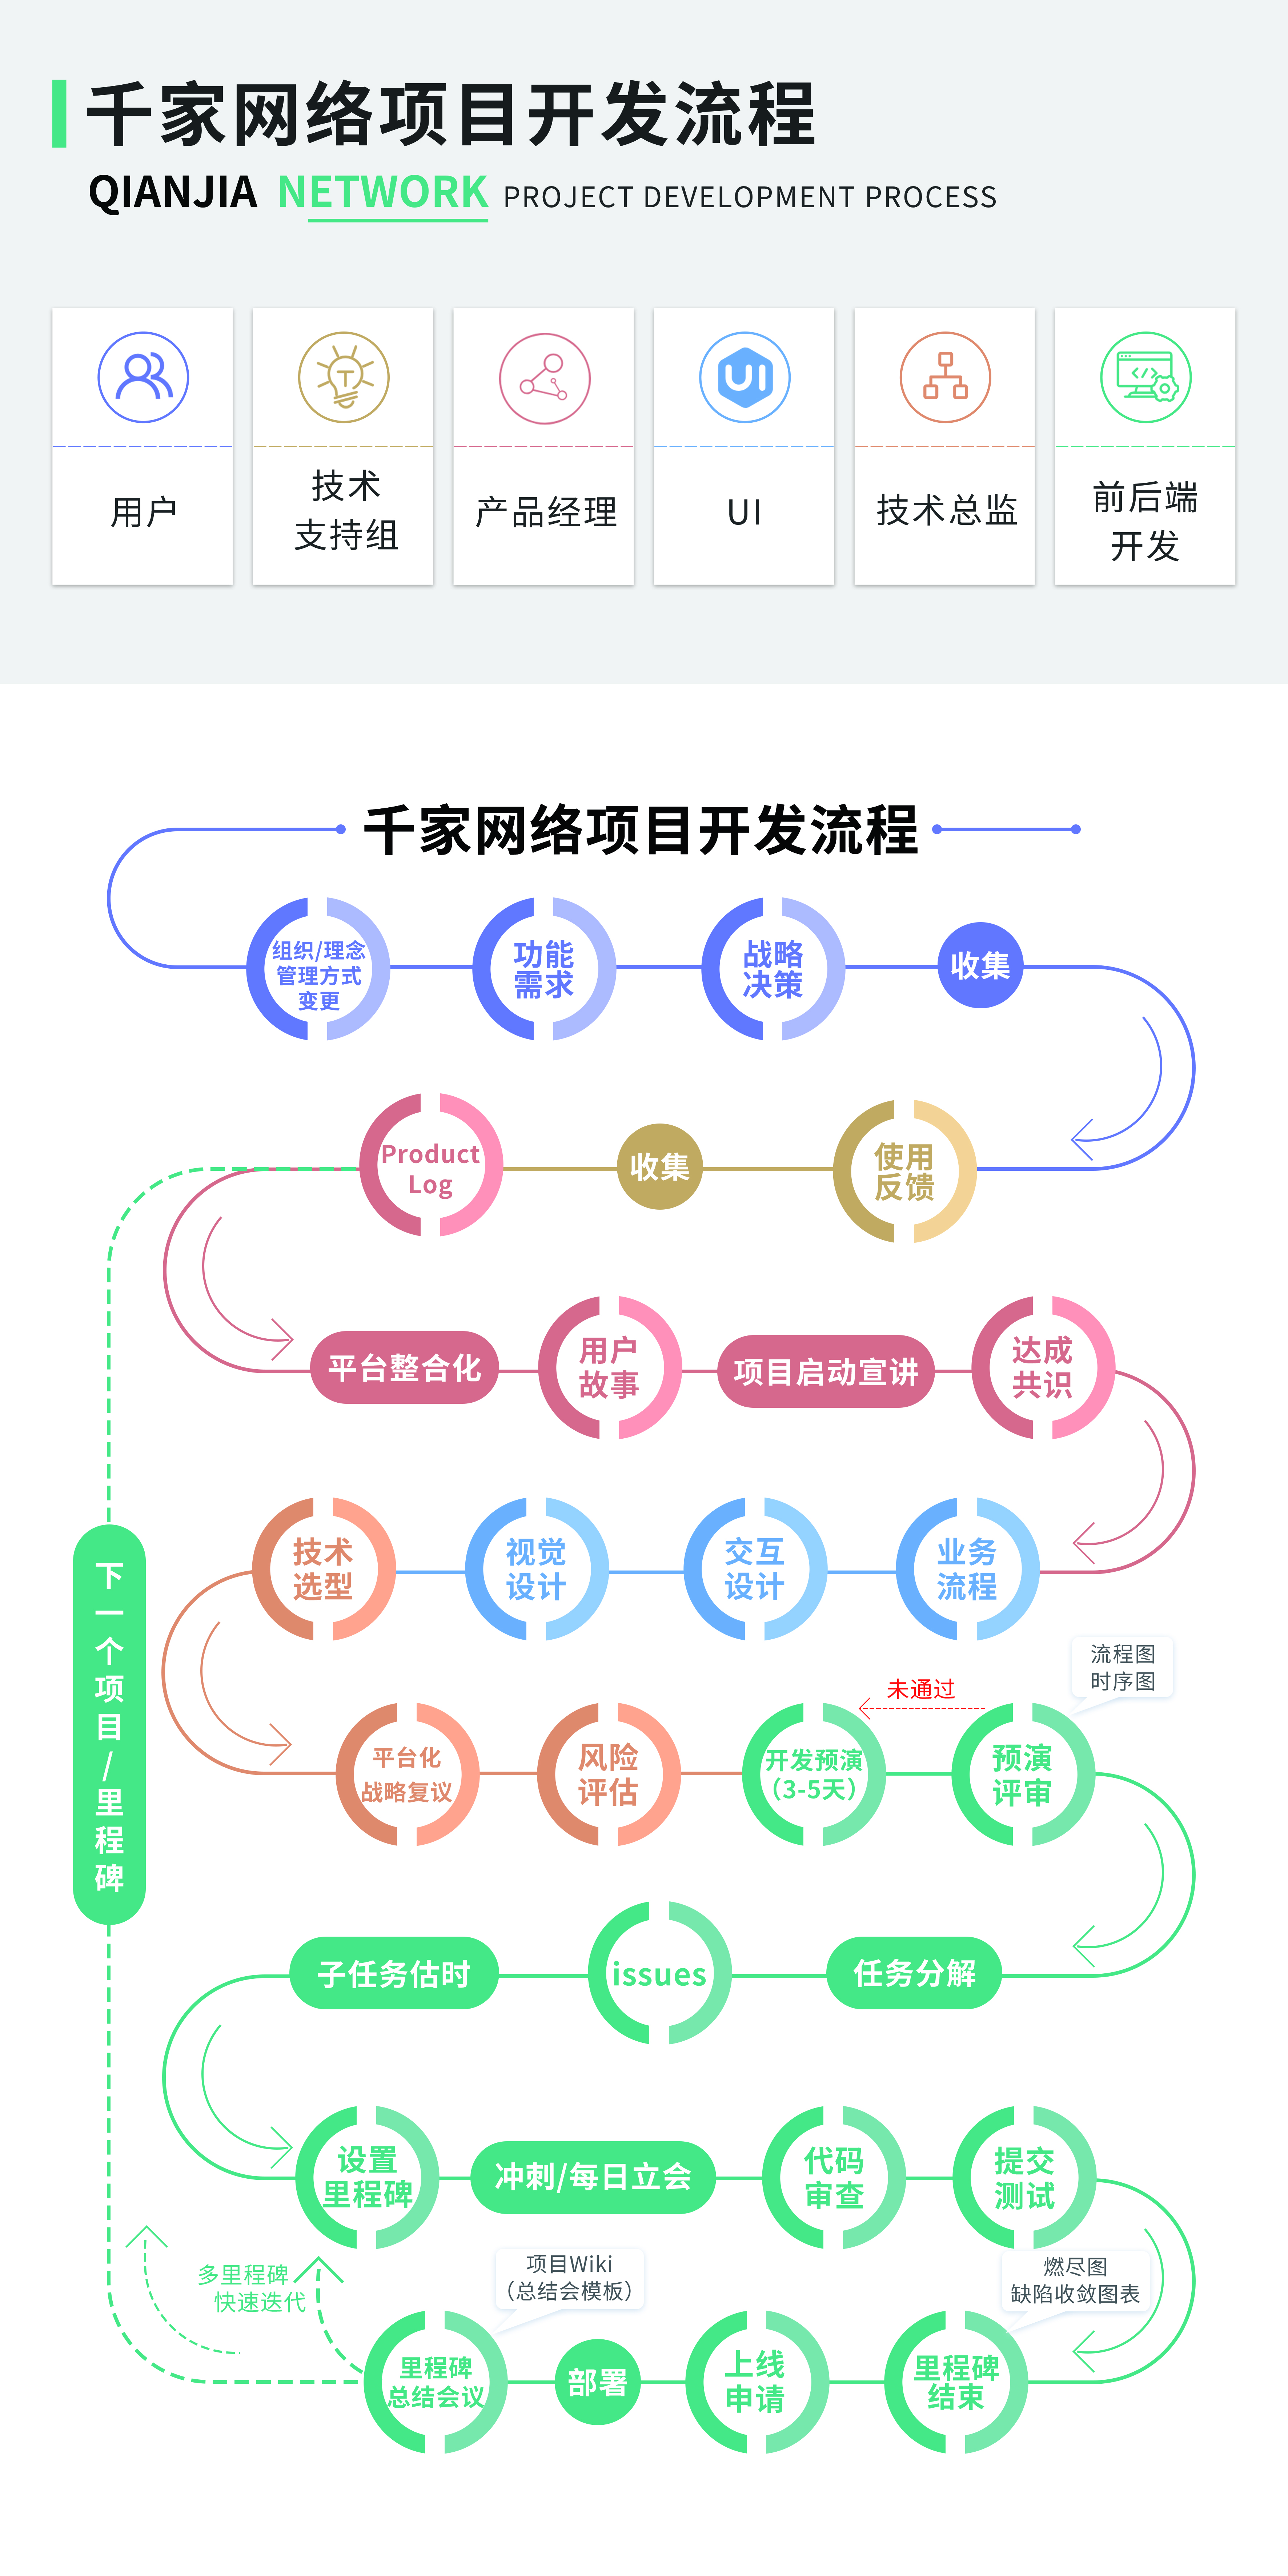 千家网络项目开发流程
QIANJIA NETWORK PROJECT DEVELOPMENT PROCESS
用户
技术
支持组
产品经理
UI
技术总监
前后端
开发
千家网络项目开发流程
组织/理念
管理方式
变更
功能
需求
战略
决策
收集
使用
反馈
收集
Product
Log
平台整合化
用户
故事
项目启动宣讲
达成
共识
业务
流程
交互
设计
视觉
设计
技术
选型
平台化
战略复议
风险
评估
开发预演
（3-5天）
未通过
预演
评审
流程图
时序图
任务分解
issues
子任务估时
设置
里程碑
冲刺/每日立会
代码
审查
提交
测试
燃尽图
缺陷收敛图表
里程碑
结束
上线
申请
部署
项目Wiki
（总结会模板）
里程碑
总结会议
多里程碑
快速迭代
下一个项目/里程碑